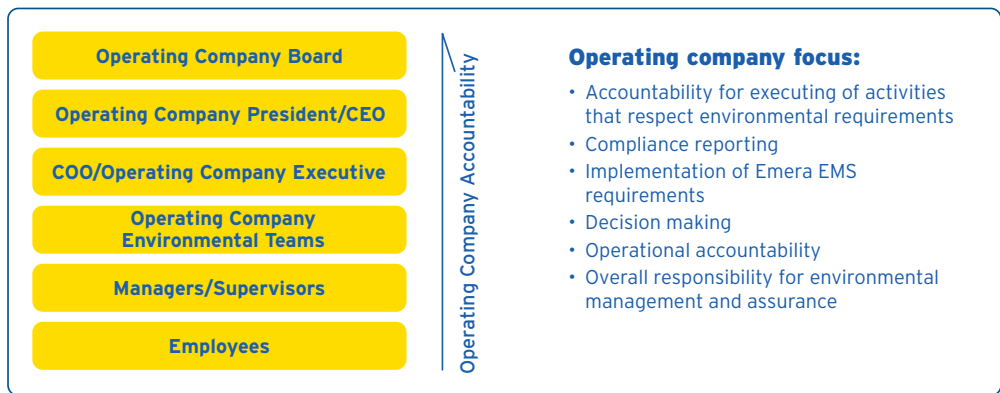 Operating Company Board
Operating Company President/CEO
COO/Operating Company Executive
Operating Company
Environmental Teams
Managers/Supervisors
Employees
Operating Company Accountability
Operating company focus:
• Accountability for executing of activities
that respect environmental requirements
• Compliance reporting
• Implementation of Emera EMS
requirements
• Decision making
• Operational accountability
• Overall responsibility for environmental
management and assurance